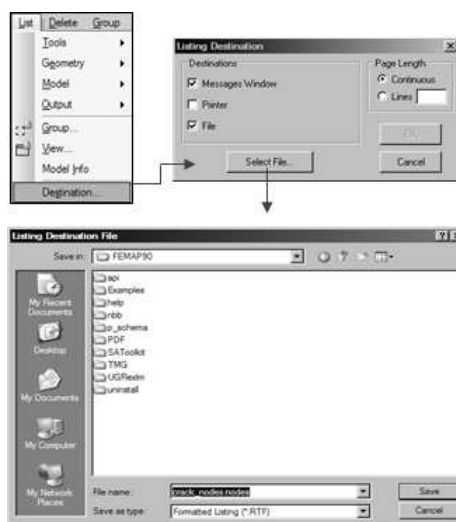 List Delete Group
Tools
Geometry
Model
Output
Group...
View...
Model Info
Destination...
Listing Destination
Destinations
Messages Window
Printer
File
Select File...
Page Length
Continuous
Lines
OK
Cancel
Listing Destination File
Save in: FEMAP90
api
Examples
help
nbb
p_schema
PDF
SAToolkit
TMG
UGFlexlm
uninstall
My Recent
Documents
Desktop
My Documents
My Computer
My Network
Places
File name: crack_nodes.nodes Save
Save as type: Formatted Listing (*.RTF) Cancel